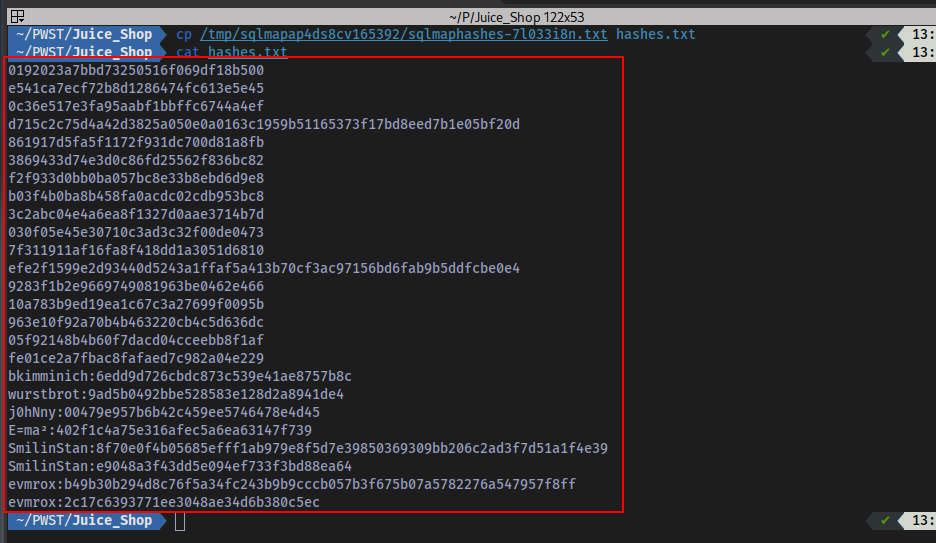 ~/P/Juice_Shop 122x53
~/PWST/Juice_Shop cp /tmp/sqlmapap4ds8cv165392/sqlmaphashes-7l033i8n.txt hashes.txt ✔ 13:
~/PWST/Juice_Shop cat hashes.txt ✔ 13:
0192023a7bbd73250516f069df18b500
e541ca7ecf72b8d1286474fc613e5e45
0c36e517e3fa95aabf1bbffc6744a4ef
d715c2c75d4a42d3825a050e0a0163c1959b51165373f17bd8eed7b1e05bf20d
861917d5fa5f1172f931dc700d81a8fb
3869433d74e3d0c86fd25562f836bc82
f2f933d0bb0ba057bc8e33b8ebd6d9e8
b03f4b0ba8b458fa0acdc02cdb953bc8
3c2abc04e4a6ea8f1327d0aae3714b7d
030f05e45e30710c3ad3c32f00de0473
7f311911af16fa8f418dd1a3051d6810
efe2f1599e2d93440d5243a1ffaf5a413b70cf3ac97156bd6fab9b5ddfcbe0e4
9283f1b2e9669749081963be0462e466
10a783b9ed19ea1c67c3a27699f0095b
963e10f92a70b4b463220cb4c5d636dc
05f92148b4b60f7dacd04cceebb8f1af
fe01ce2a7fbac8fafaed7c982a04e229
bkimminich:6edd9d726cbdc873c539e41ae8757b8c
wurstbrot:9ad5b0492bbe528583e128d2a8941de4
j0hNny:00479e957b6b42c459ee5746478e4d45
E=ma²:402f1c4a75e316afec5a6ea63147f739
SmilinStan:8f70e0f4b05685efff1ab979e8f5d7e39850369309bb206c2ad3f7d51a1f4e39
SmilinStan:e9048a3f43dd5e094ef733f3bd88ea64
evmrox:b49b30b294d8c76f5a34fc243b9b9cccb057b3f675b07a5782276a547957f8ff
evmrox:2c17c6393771ee3048ae34d6b380c5ec
~/PWST/Juice_Shop ✔ 13: